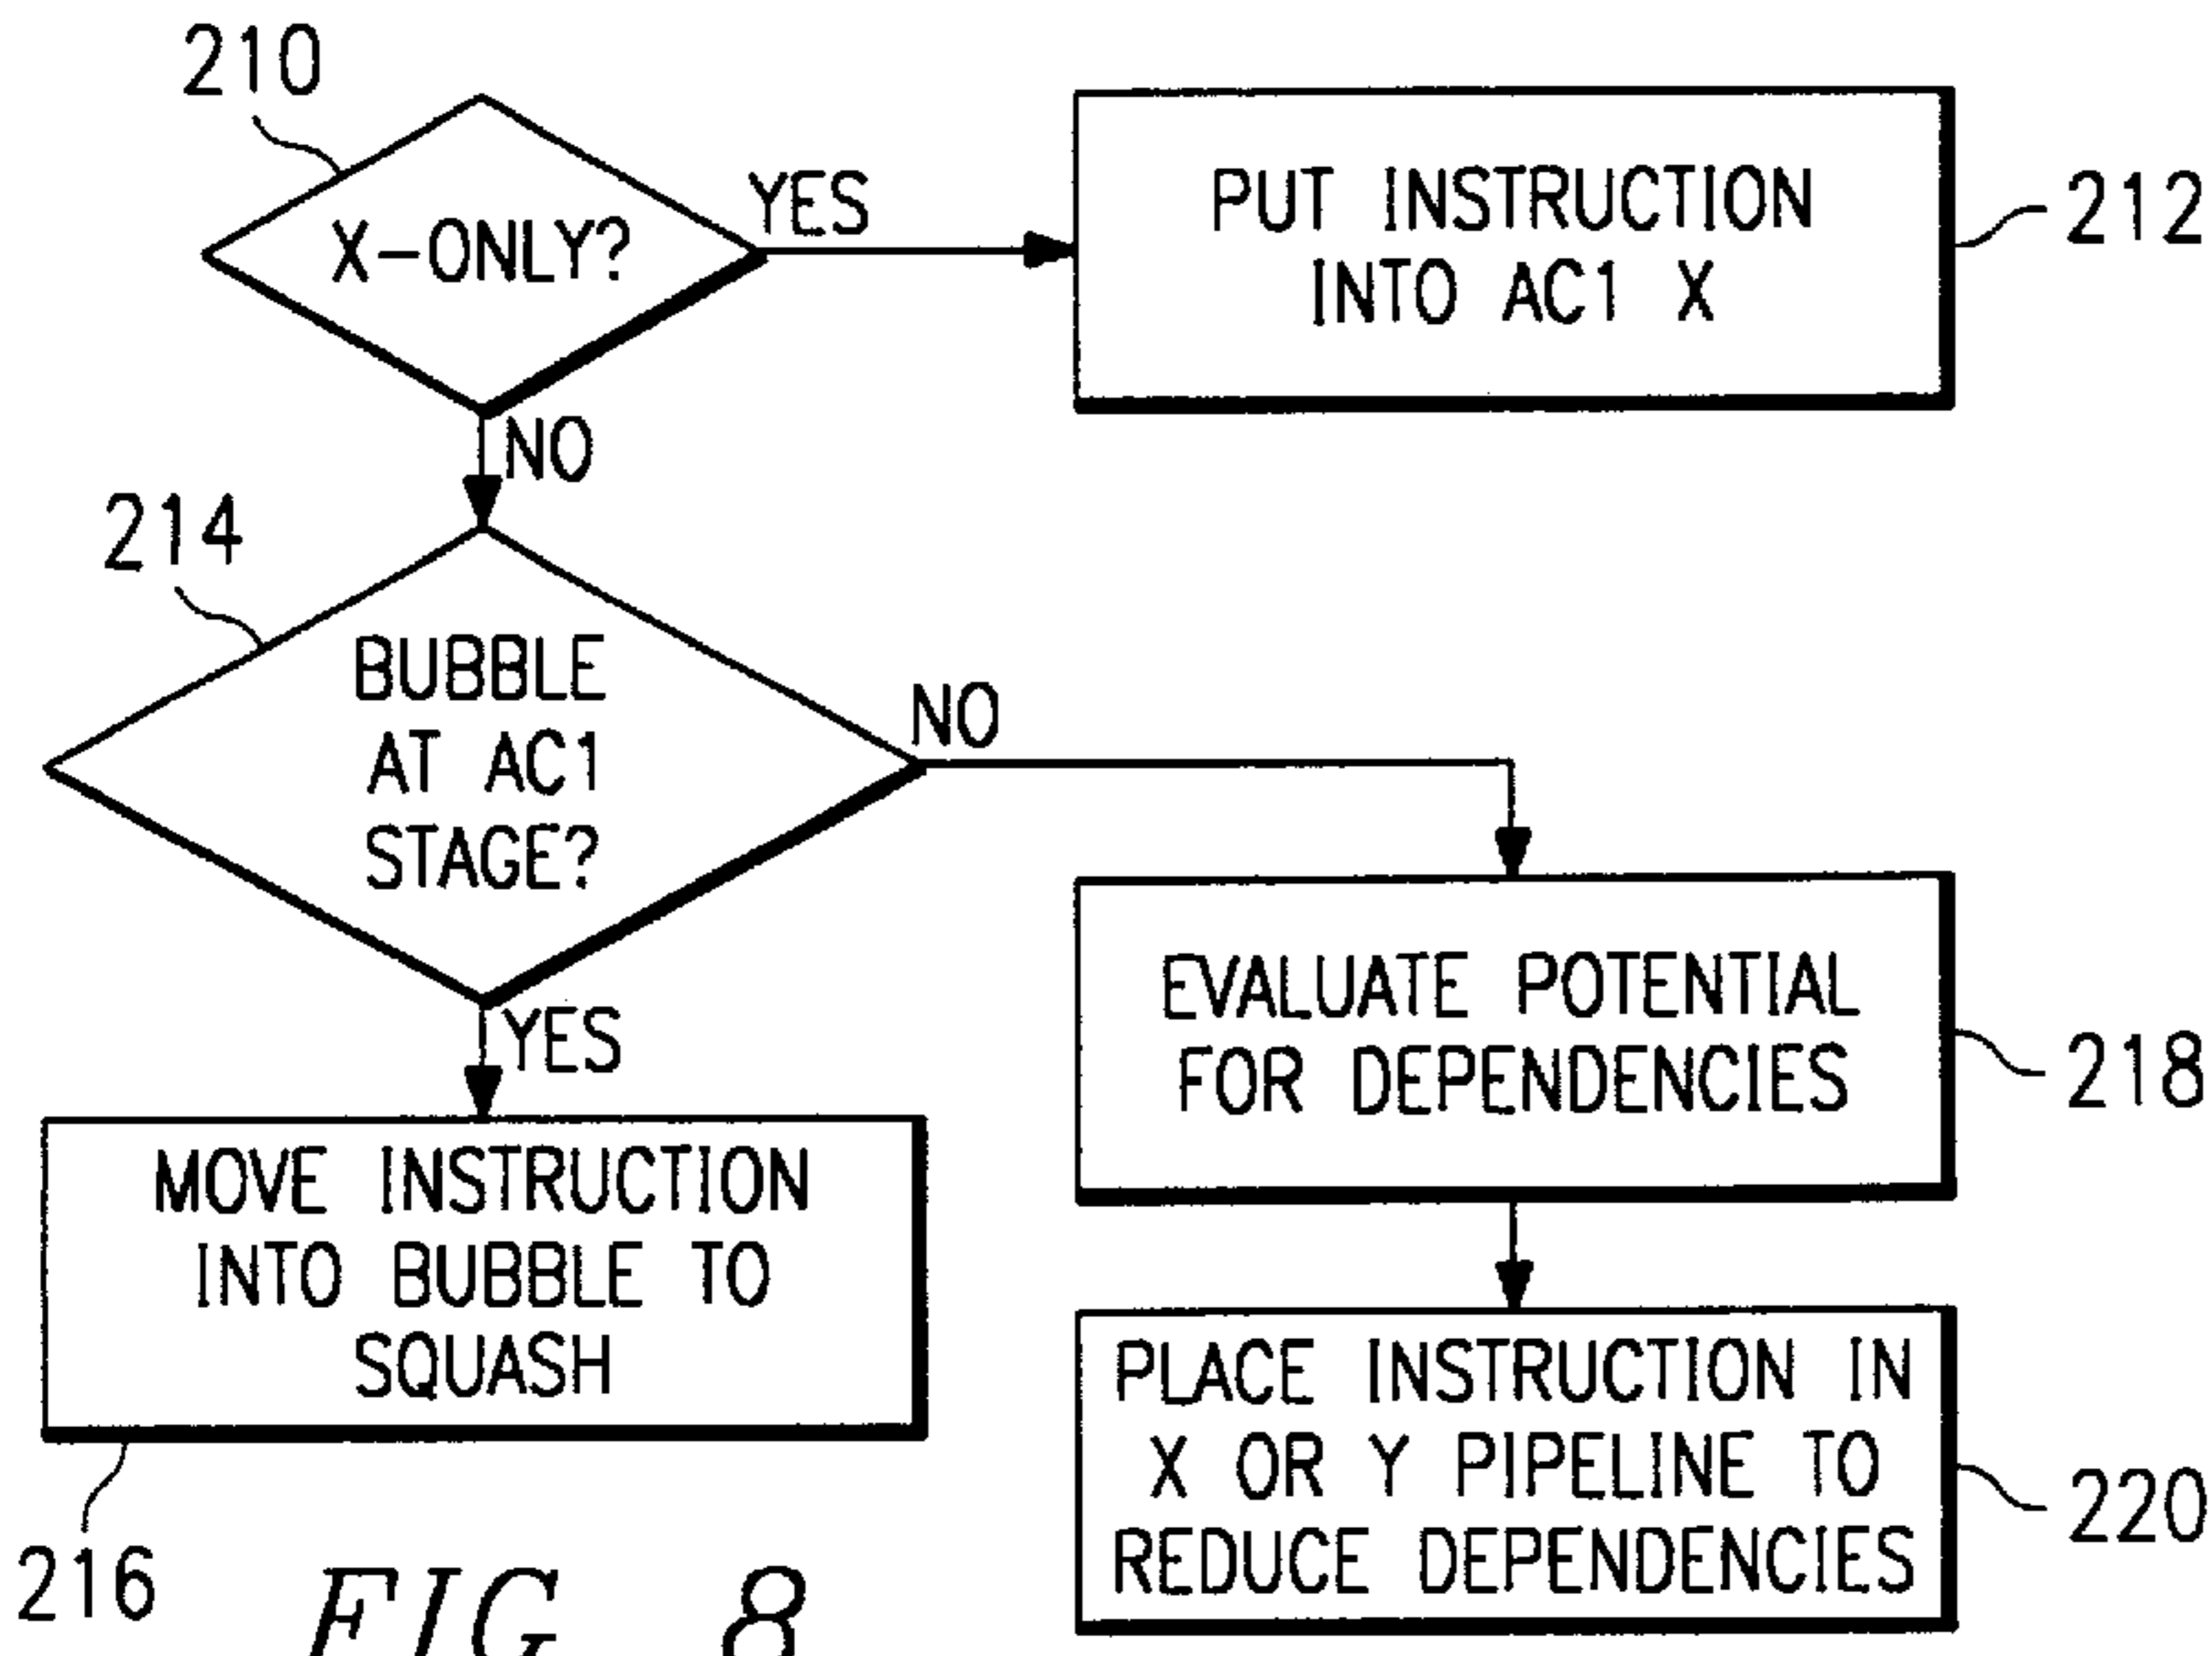 210
X-ONLY?
YES
PUT INSTRUCTION
INTO AC1 X
212
NO
214
BUBBLE
AT AC1
STAGE?
NO
YES
EVALUATE POTENTIAL
FOR DEPENDENCIES
218
MOVE INSTRUCTION
INTO BUBBLE TO
SQUASH
216
PLACE INSTRUCTION IN
X OR Y PIPELINE TO
REDUCE DEPENDENCIES
220
FIG 8